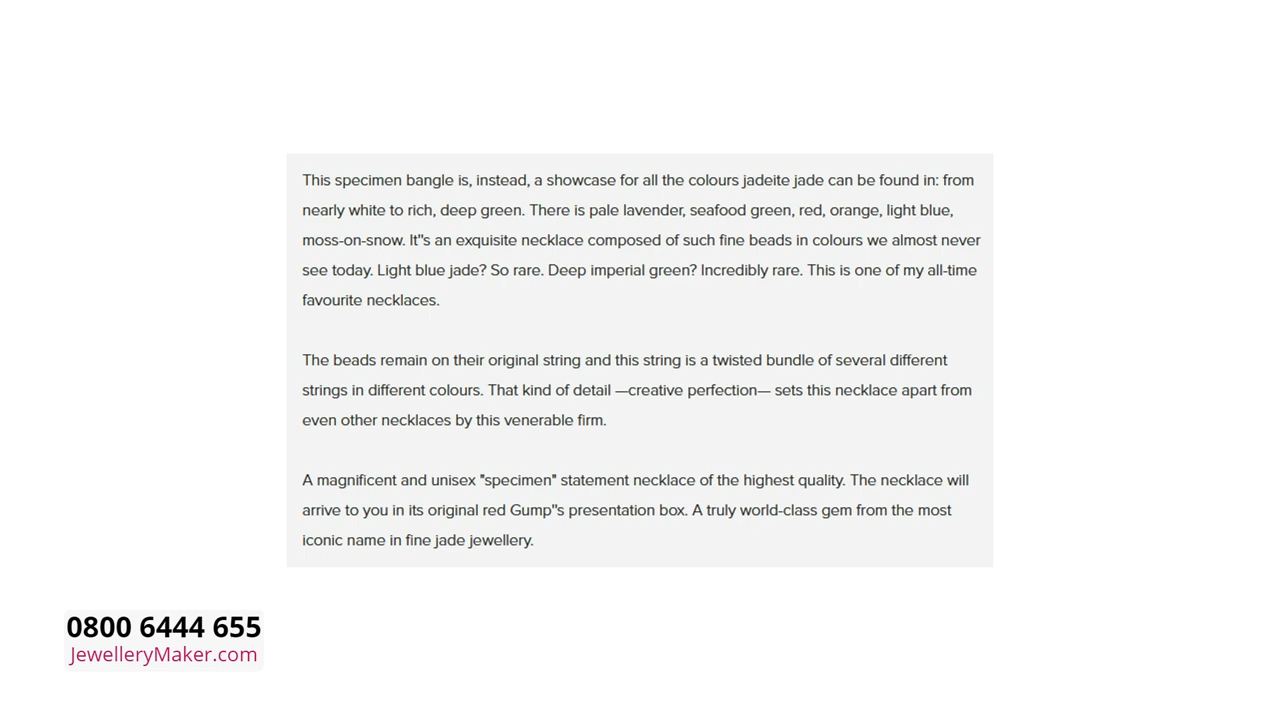 This specimen bangle is, instead, a showcase for all the colours jadeite jade can be found in: from
nearly white to rich, deep green. There is pale lavender, seafood green, red, orange, light blue,
moss-on-snow. It"s an exquisite necklace composed of such fine beads in colours we almost never
see today. Light blue jade? So rare. Deep imperial green? Incredibly rare. This is one of my all-time
favourite necklaces.
The beads remain on their original string and this string is a twisted bundle of several different
strings in different colours. That kind of detail —creative perfection— sets this necklace apart from
even other necklaces by this venerable firm.
A magnificent and unisex "specimen" statement necklace of the highest quality. The necklace will
arrive to you in its original red Gump"s presentation box. A truly world-class gem from the most
iconic name in fine jade jewellery.
0800 6444 655
JewelleryMaker.com